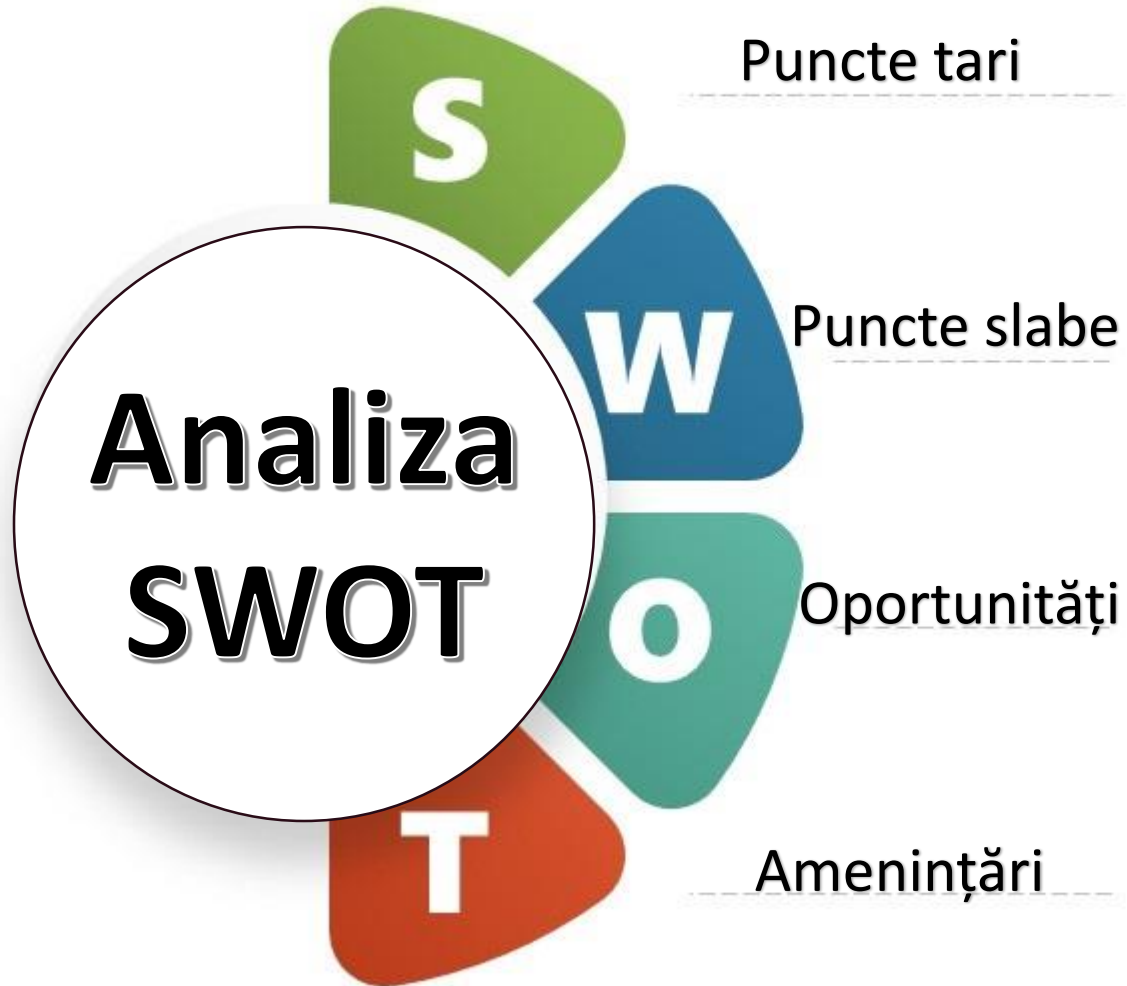 S
Puncte tari
W
Puncte slabe
Analiza
SWOT
O
Oportunități
T
Amenințări